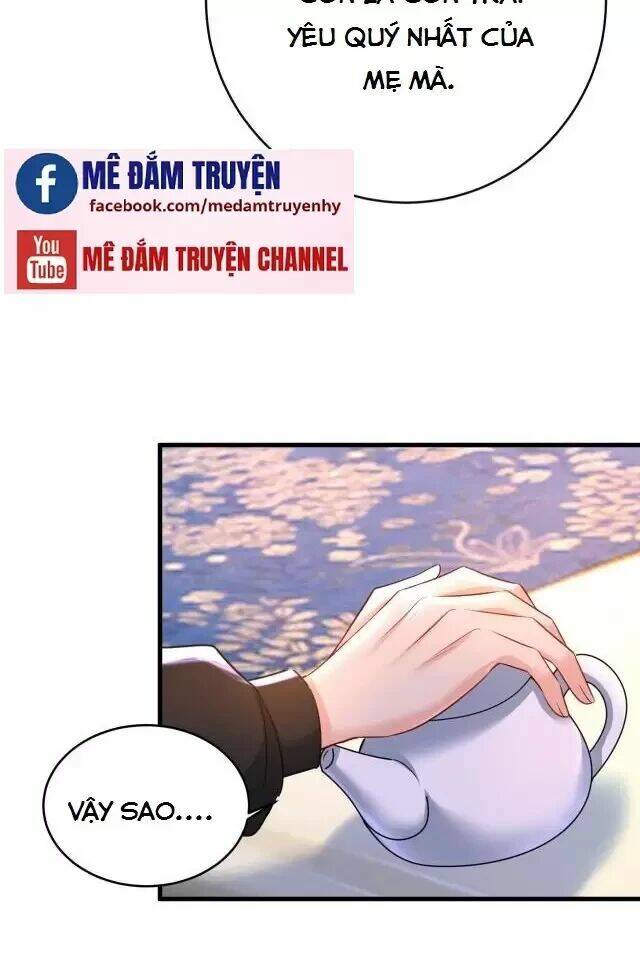 YÊU QUÝ NHẤT CỦA
MẸ MÀ.
f MÊ ĐẮM TRUYỆN
facebook.com/medamtruyenhy
You
Tube
MÊ ĐẮM TRUYỆN CHANNEL
VẬY SAO....